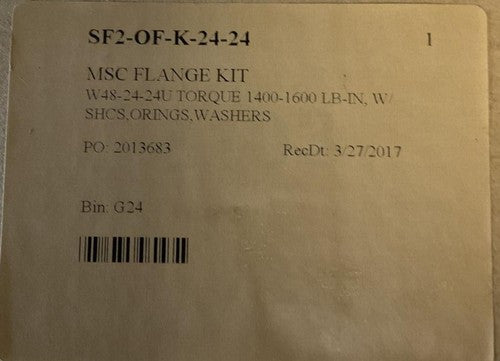 SF2-OF-K-24-24 1
MSC FLANGE KIT
W48-24-24U TORQUE 1400-1600 LB-IN, W/
SHCS,ORINGS,WASHERS
PO: 2013683 RecDt: 3/27/2017
Bin: G24